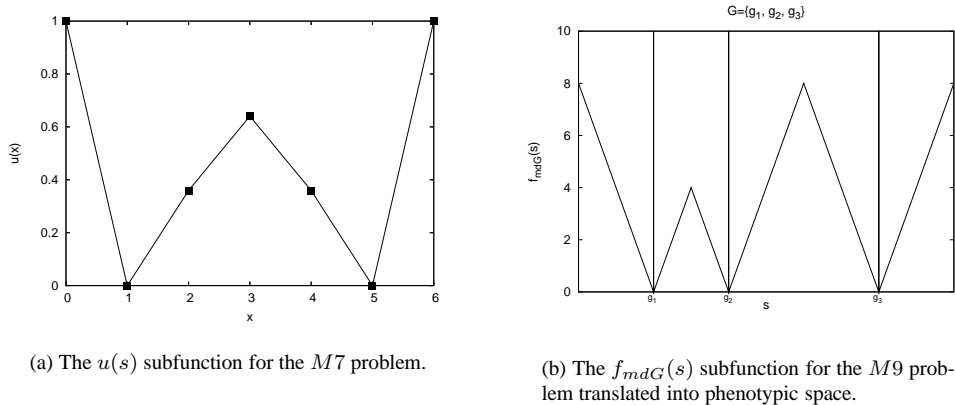 1
0.8
0.6
0.4
0.2
0
u(x)
0 1 2 3 4 5 6
x
(a) The u(s) subfunction for the M7 problem.
G={g1, g2, g3}
10
8
6
4
2
0
f_mdG(s)
g1 g2 g3
s
(b) The f_mdG(s) subfunction for the M9 prob-
lem translated into phenotypic space.